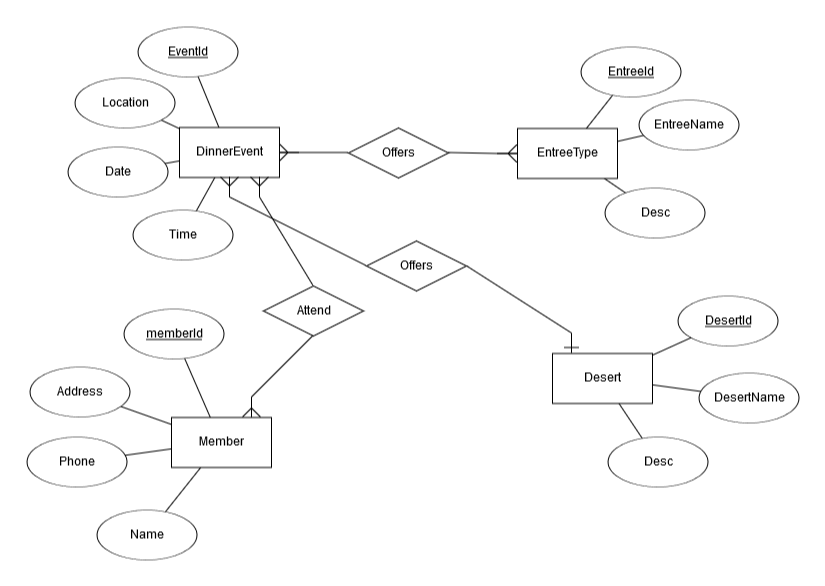 EventId
EntreeId
Location
EntreeName
DinnerEvent
Offers
EntreeType
Date
Desc
Time
Offers
Attend
DesertId
memberId
Desert
Address
DesertName
Member
Phone
Desc
Name